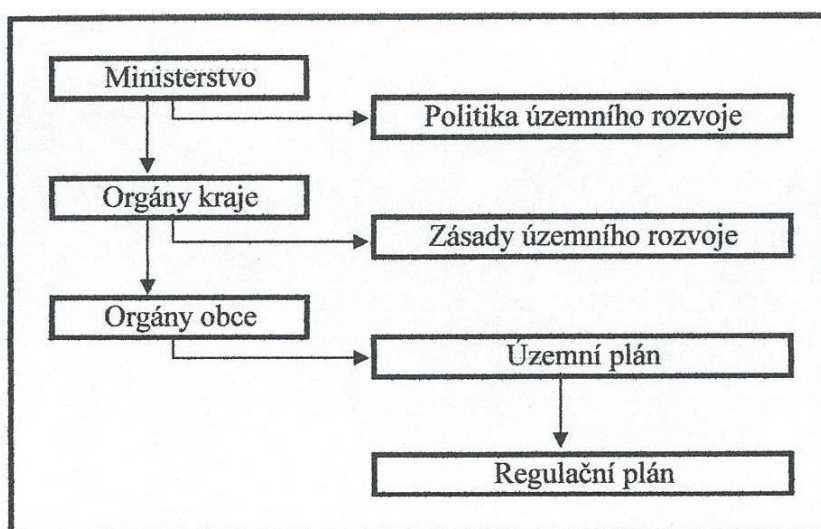 Ministerstvo
Politika územního rozvoje
Orgány kraje
Zásady územního rozvoje
Orgány obce
Územní plán
Regulační plán